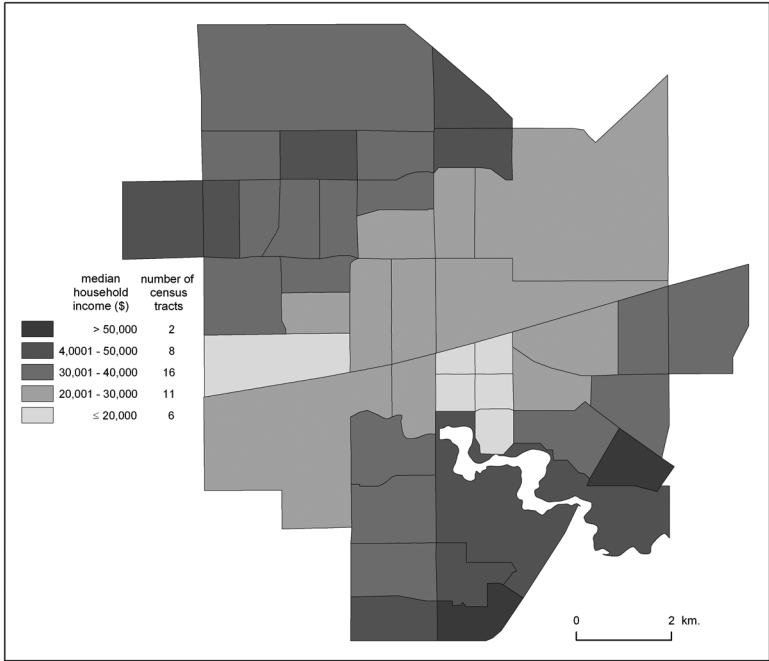 median number of
household census
income ($) tracts
> 50,000 2
4,0001 - 50,000 8
30,001 - 40,000 16
20,001 - 30,000 11
≤ 20,000 6
0 2 km.